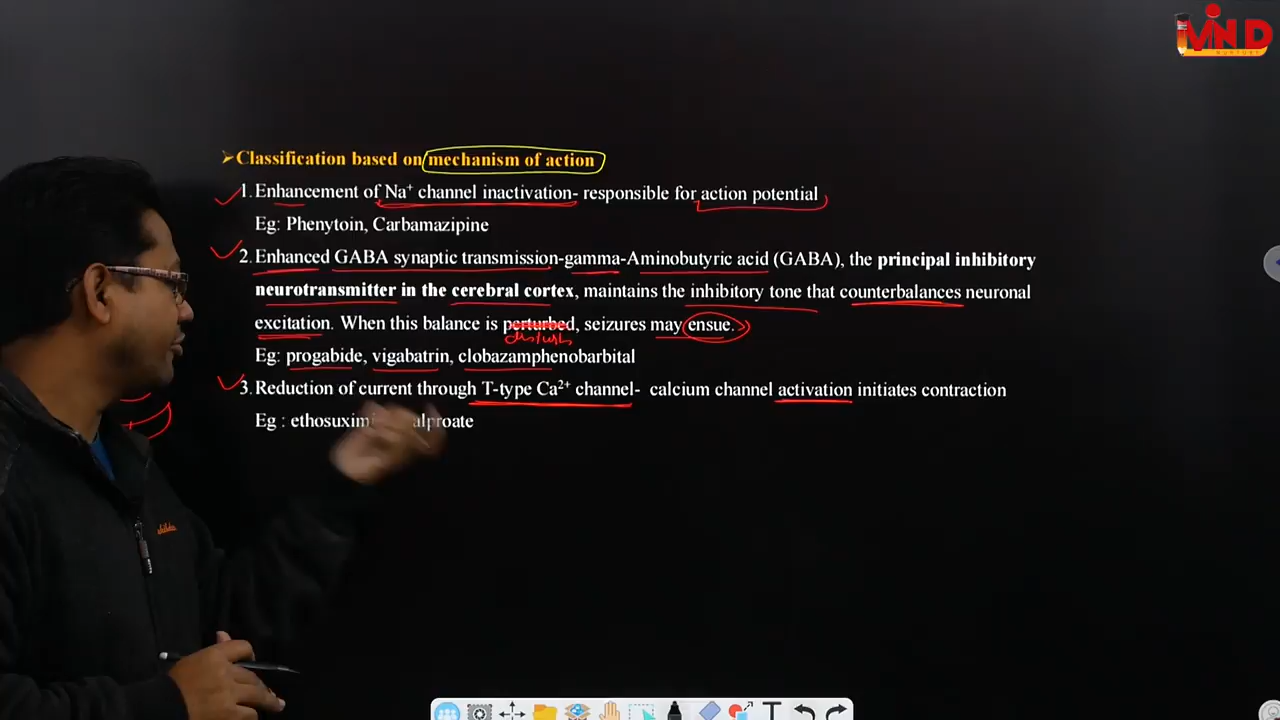 MIND
➢Classification based on mechanism of action
1. Enhancement of Na⁺ channel inactivation- responsible for action potential
Eg: Phenytoin, Carbamazipine
2. Enhanced GABA synaptic transmission-gamma-Aminobutyric acid (GABA), the principal inhibitory
neurotransmitter in the cerebral cortex, maintains the inhibitory tone that counterbalances neuronal
excitation. When this balance is perturbed, seizures may ensue.
disturb
Eg: progabide, vigabatrin, clobazamphenobarbital
3. Reduction of current through T-type Ca²⁺ channel- calcium channel activation initiates contraction
Eg :